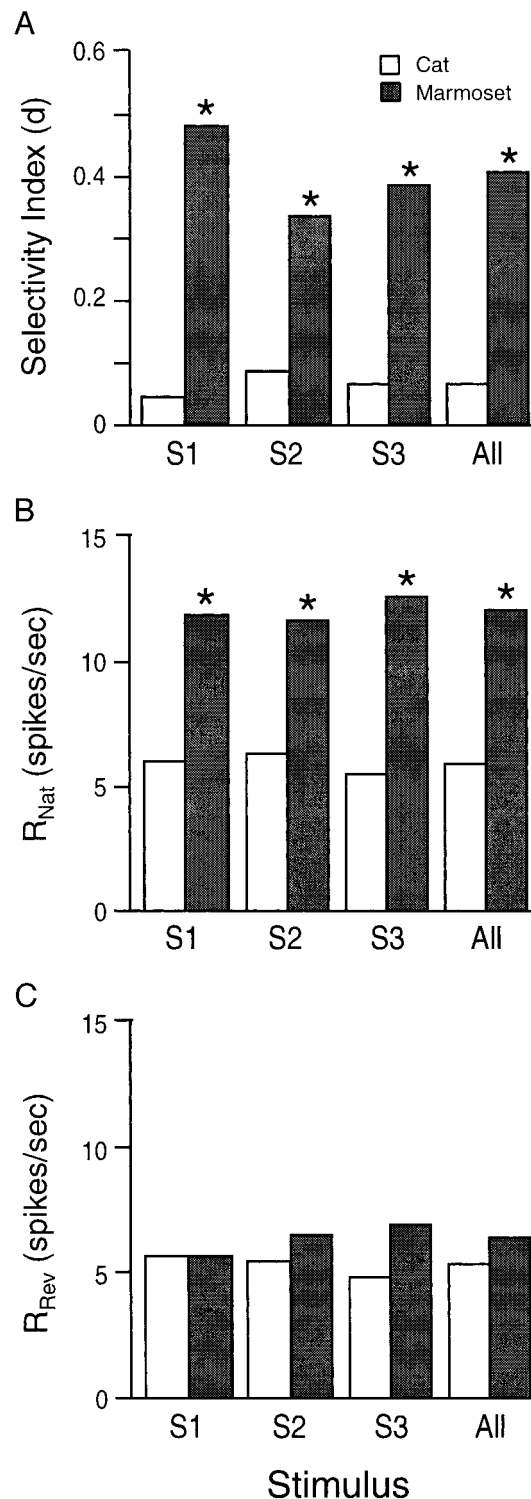 A
Selectivity Index (d)
0.6
0.4
0.2
0
Cat
Marmoset
*
*
*
*
S1 S2 S3 All
B
R_Nat (spikes/sec)
15
10
5
0
*
*
*
*
S1 S2 S3 All
C
R_Rev (spikes/sec)
15
10
5
0
S1 S2 S3 All
Stimulus